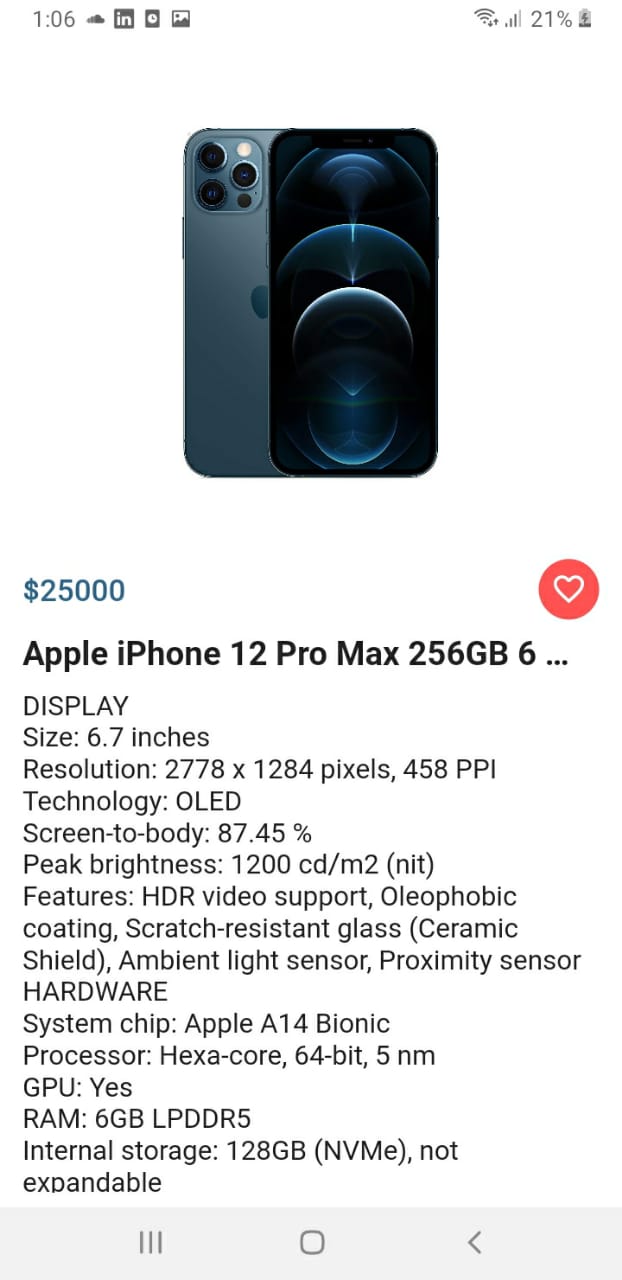 1:06 in 21%
$25000
Apple iPhone 12 Pro Max 256GB 6 ...
DISPLAY
Size: 6.7 inches
Resolution: 2778 x 1284 pixels, 458 PPI
Technology: OLED
Screen-to-body: 87.45 %
Peak brightness: 1200 cd/m2 (nit)
Features: HDR video support, Oleophobic
coating, Scratch-resistant glass (Ceramic
Shield), Ambient light sensor, Proximity sensor
HARDWARE
System chip: Apple A14 Bionic
Processor: Hexa-core, 64-bit, 5 nm
GPU: Yes
RAM: 6GB LPDDR5
Internal storage: 128GB (NVMe), not
expandable